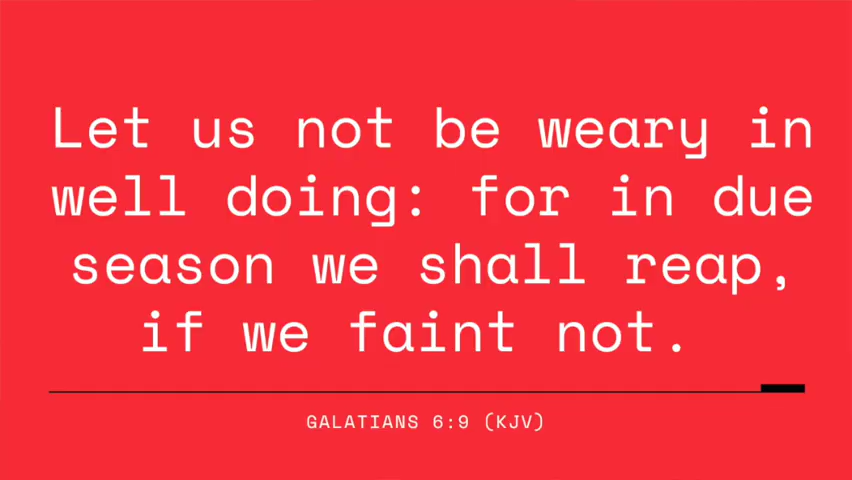 Let us not be weary in
well doing: for in due
season we shall reap,
if we faint not.
GALATIANS 6:9 (KJV)